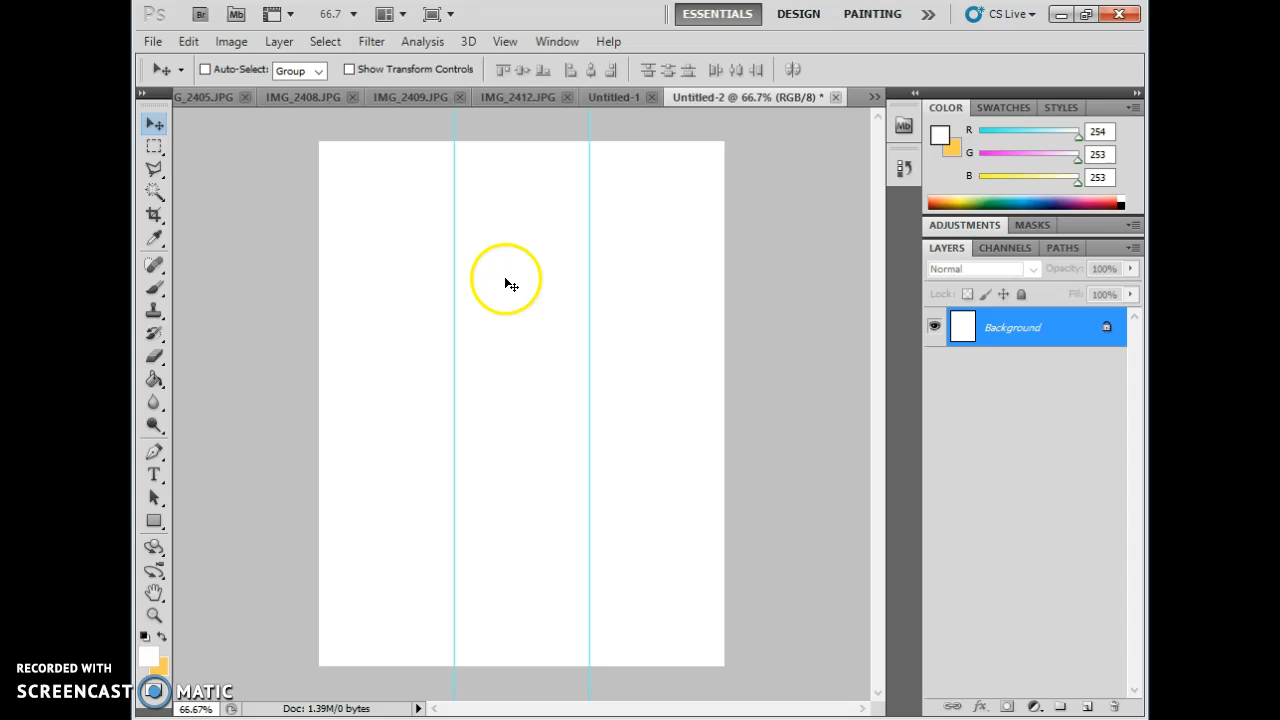 Ps Br Mb 66.7 ESSENTIALS DESIGN PAINTING CS Live
File Edit Image Layer Select Filter Analysis 3D View Window Help
Auto-Select: Group Show Transform Controls
G_2405.JPG IMG_2408.JPG IMG_2409.JPG IMG_2412.JPG Untitled-1 Untitled-2 @ 66.7% (RGB/8) *
COLOR SWATCHES STYLES
Mb
R 254
G 253
B 253
ADJUSTMENTS MASKS
LAYERS CHANNELS PATHS
Normal Opacity: 100%
Lock: Fill: 100%
Background
T
RECORDED WITH
SCREENCAST MATIC
66.67% Doc: 1.39M/0 bytes
fx